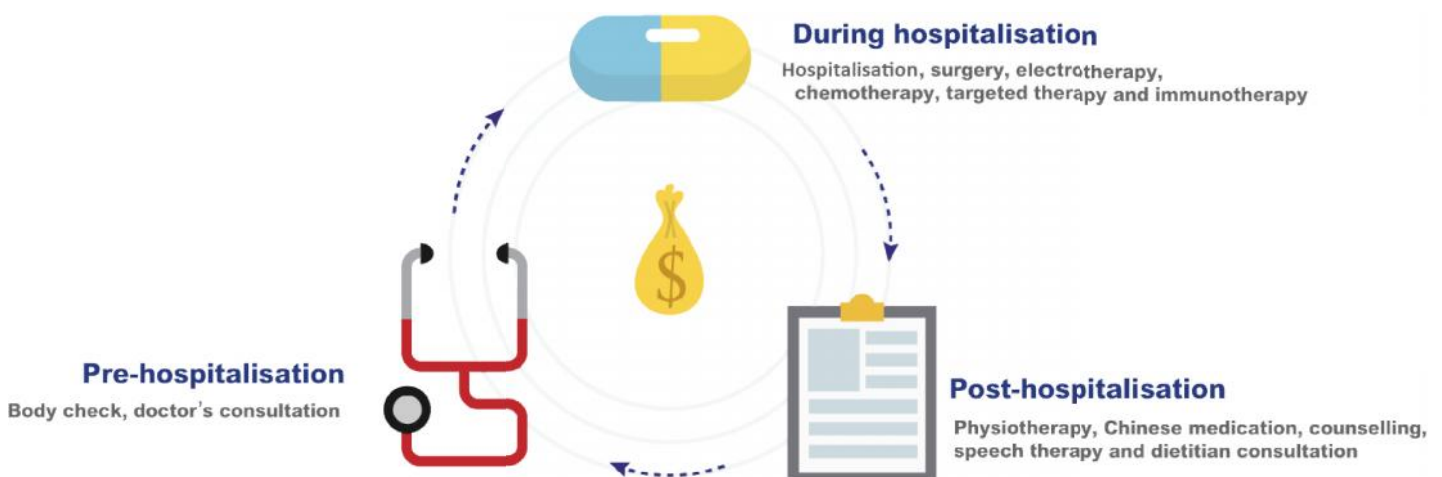 During hospitalisation
Hospitalisation, surgery, electrotherapy,
chemotherapy, targeted therapy and immunotherapy
$
Pre-hospitalisation
Body check, doctor's consultation
Post-hospitalisation
Physiotherapy, Chinese medication, counselling,
speech therapy and dietitian consultation